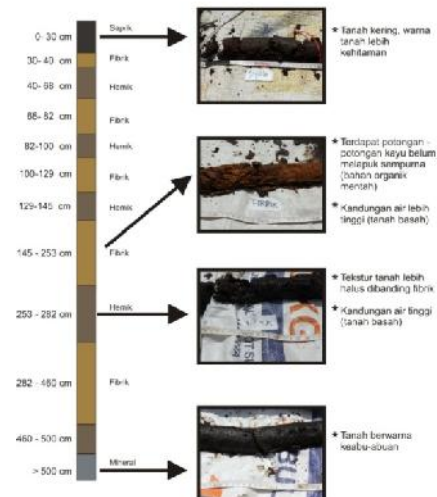 0- 30 cm
Saprik
30- 40 cm
Fibrik
40- 68 cm
Hemik
68- 82 cm
Fibrik
82-100 cm
Hemik
100-129 cm
Fibrik
129-145 cm
Hemik
145 - 253 cm
Fibrik
253 - 282 cm
Hemik
282 - 460 cm
Fibrik
460 - 500 cm
> 500 cm
Mineral
* Tanah kering, warna
tanah lebih
kehitaman
* Terdapat potongan -
potongan kayu belum
melapuk sempurna
(bahan organik
mentah)
* Kandungan air lebih
tinggi (tanah basah)
* Tekstur tanah lebih
halus dibanding fibrik
* Kandungan air tinggi
(tanah basah)
* Tanah berwarna
keabu-abuan